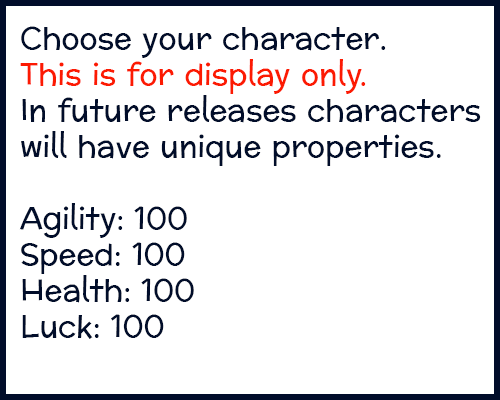 Choose your character.
This is for display only.
In future releases characters
will have unique properties.
Agility: 100
Speed: 100
Health: 100
Luck: 100